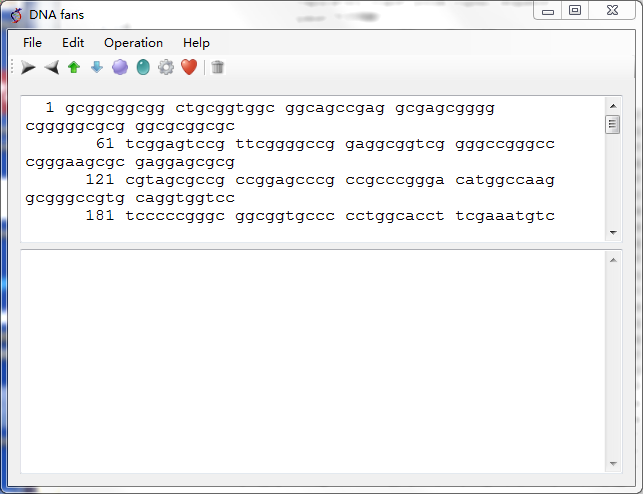 DNA fans
File Edit Operation Help
1 gcggcggcgg ctgcggtggc ggcagccgag gcgagcgggg
cgggggcgcg ggcgcggcgc
61 tcggagtccg ttcggggccg gaggcggtcg gggccgggcc
cgggaagcgc gaggagcgcg
121 cgtagcgccg ccggagcccg ccgcccggga catggccaag
gcgggccgtg caggtggtcc
181 tcccccgggc ggcggtgccc cctggcacct tcgaaatgtc